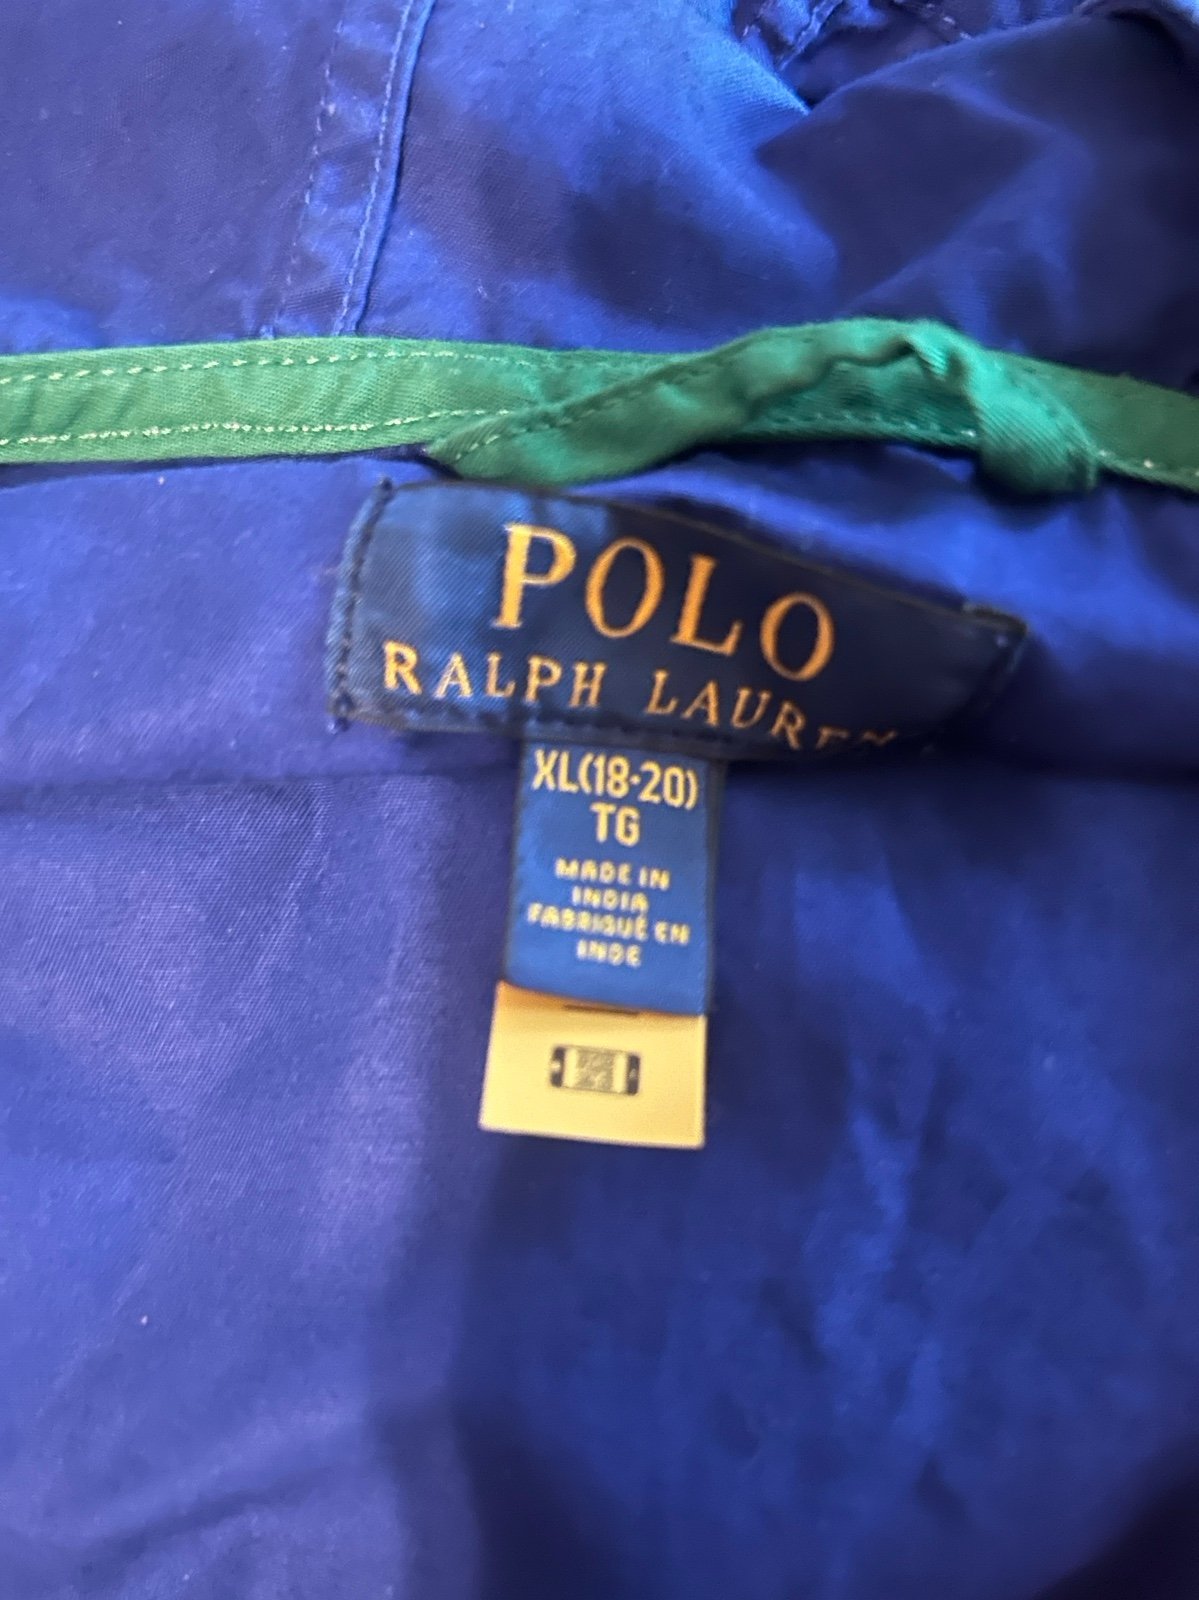 POLO
RALPH LAUREN
XL(18-20)
TG
MADE IN
INDIA
FABRIQUÉ EN
INDE